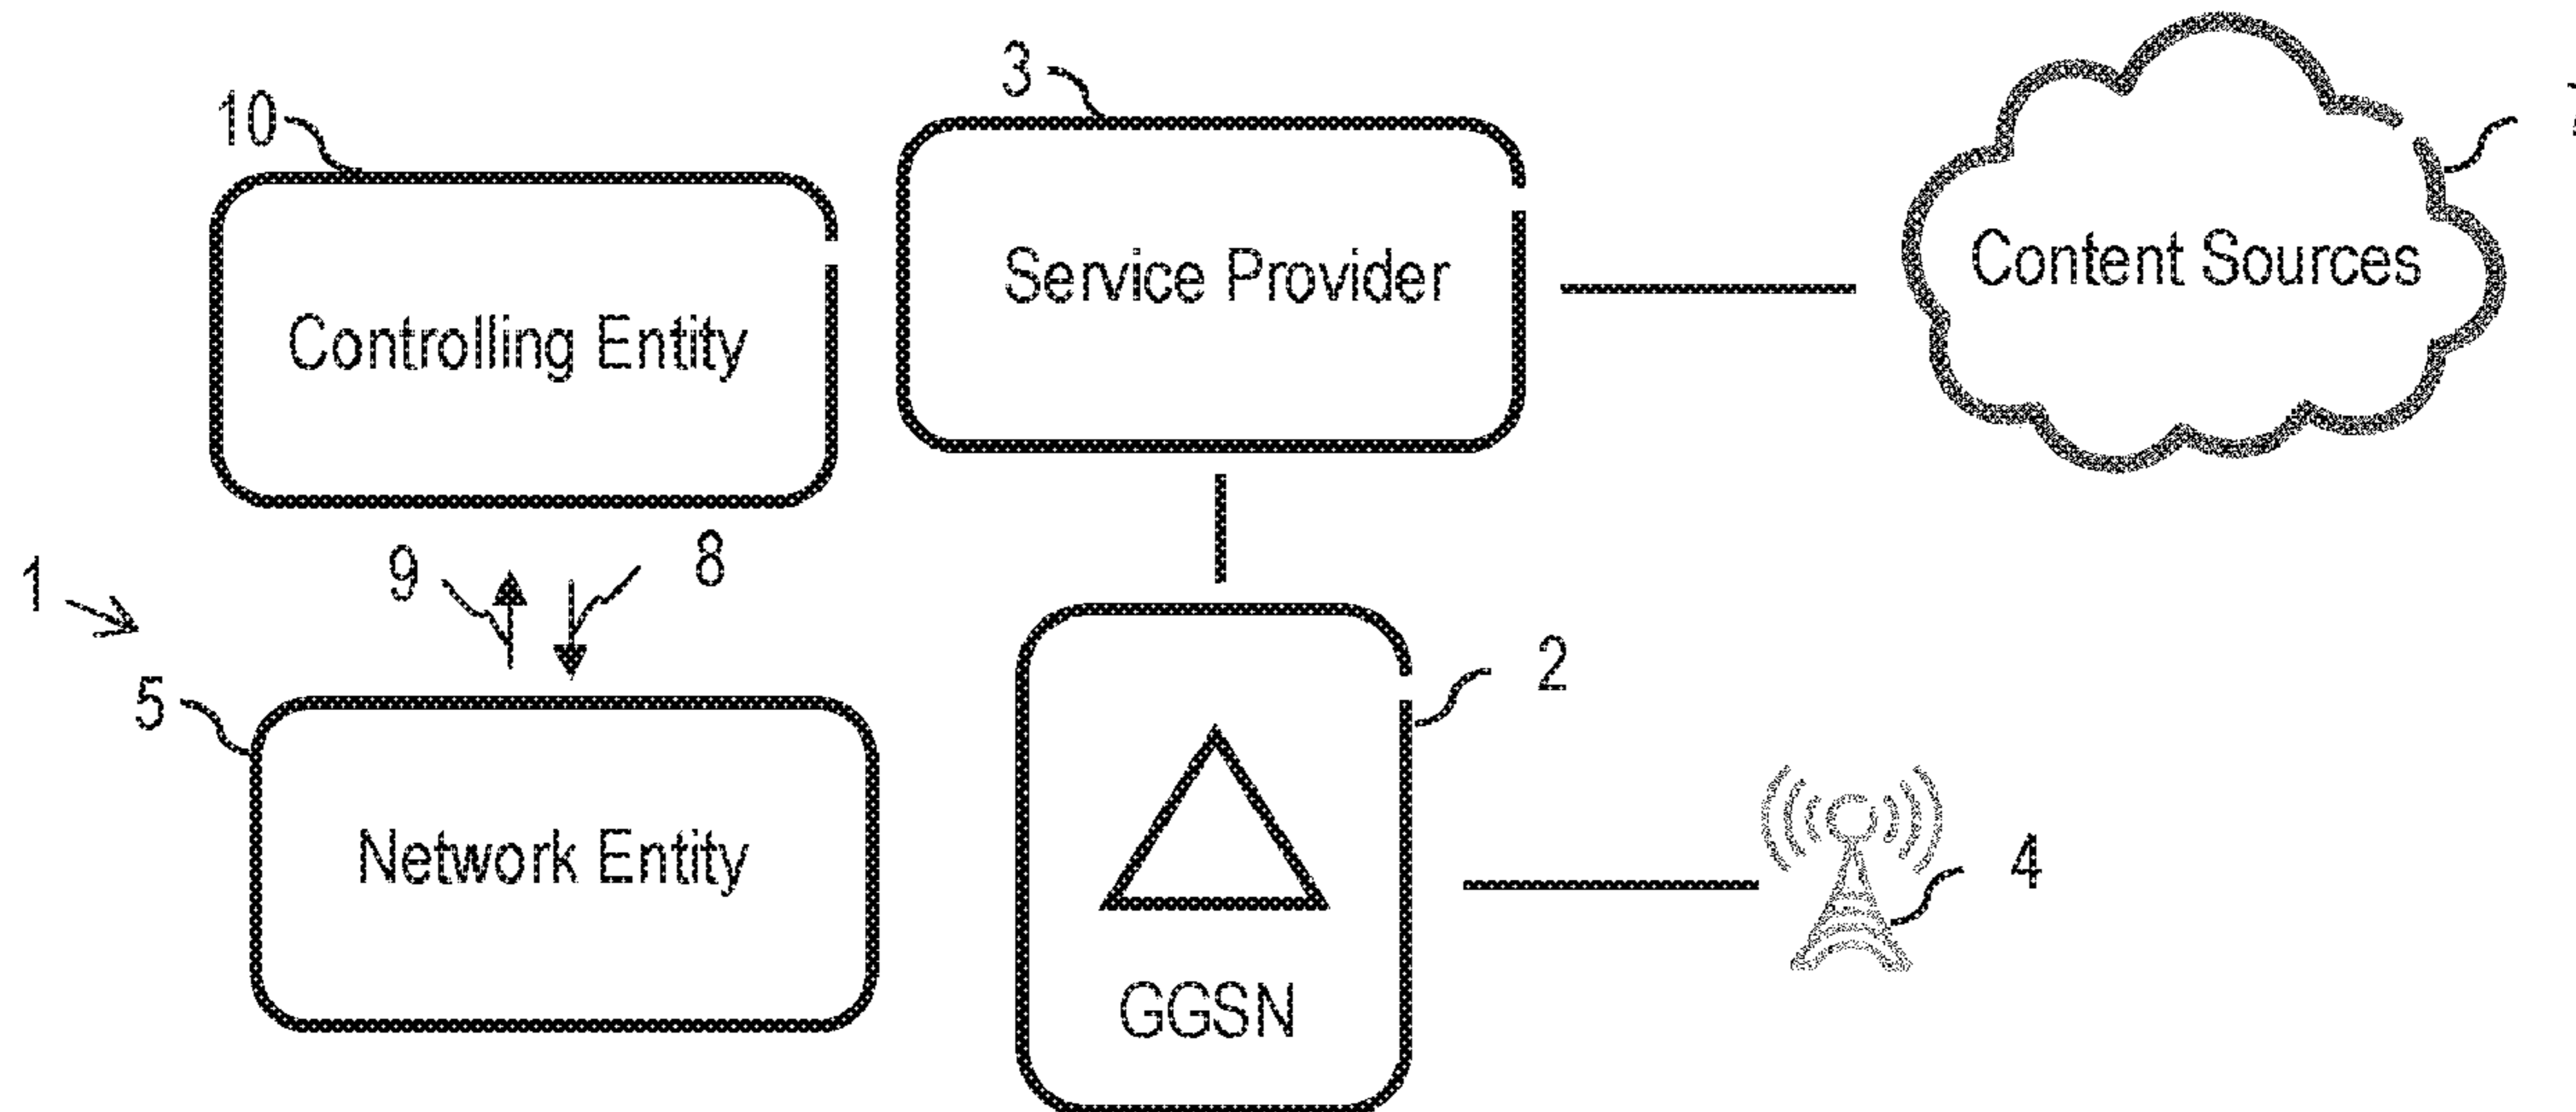 3
10
Service Provider
Content Sources
Controlling Entity
9
8
1
2
5
Network Entity
4
GGSN